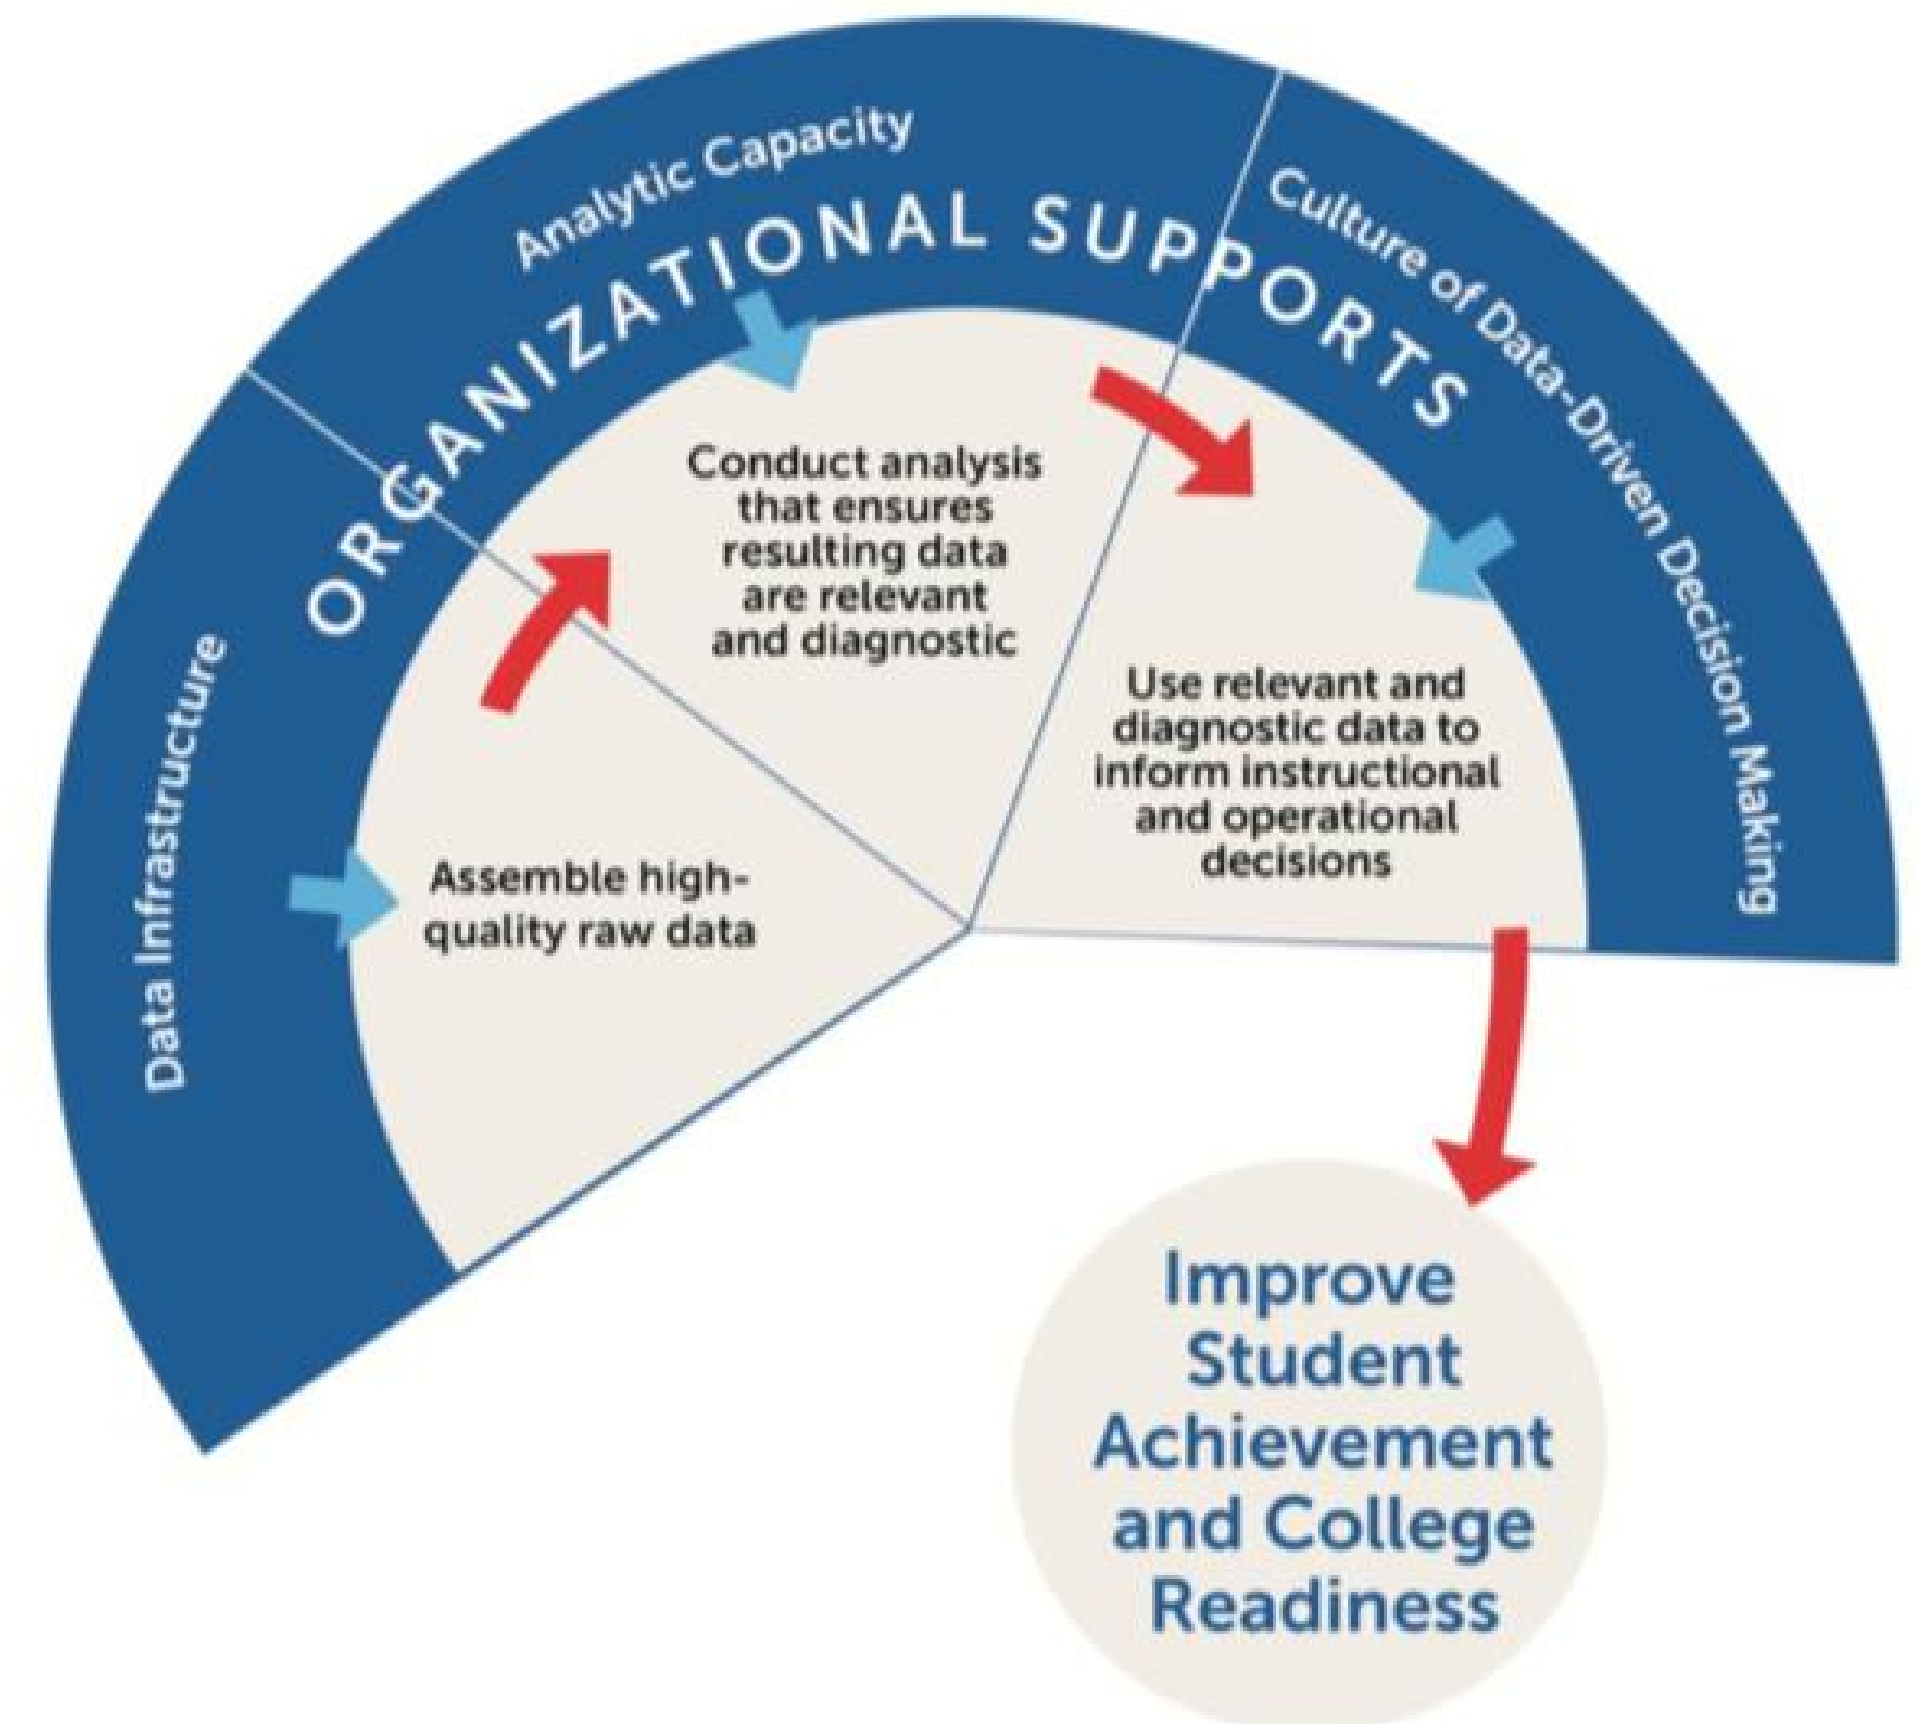 Analytic Capacity
Culture of Data-Driven Decision Making
ORGANIZATIONAL SUPPORTS
Data Infrastructure
Conduct analysis
that ensures
resulting data
are relevant
and diagnostic
Use relevant and
diagnostic data to
inform instructional
and operational
decisions
Assemble high-
quality raw data
Improve
Student
Achievement
and College
Readiness